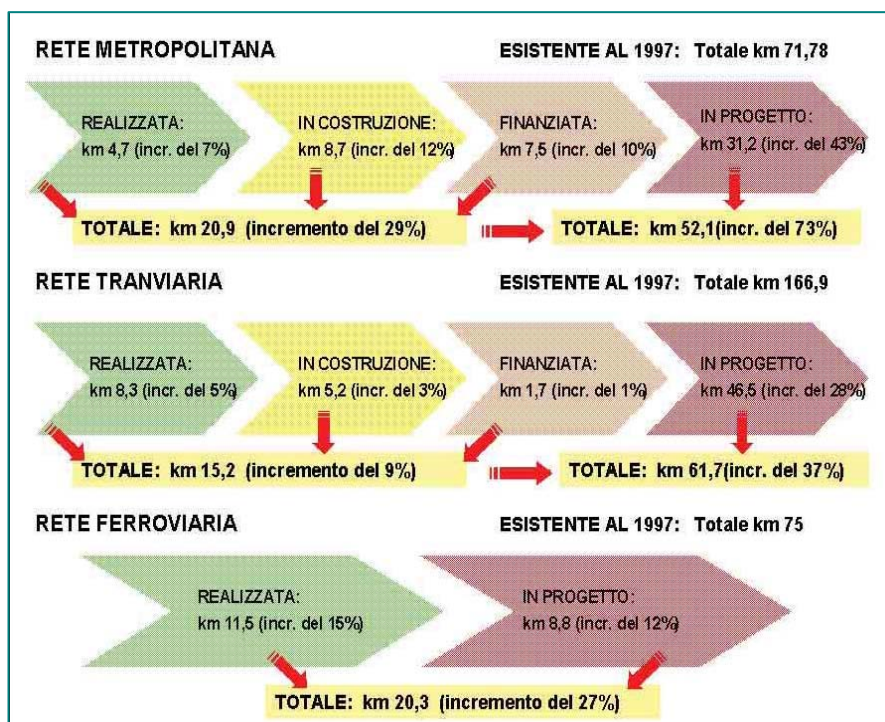 RETE METROPOLITANA
ESISTENTE AL 1997: Totale km 71,78
REALIZZATA:
km 4,7 (incr. del 7%)
IN COSTRUZIONE:
km 8,7 (incr. del 12%)
FINANZIATA:
km 7,5 (incr. del 10%)
IN PROGETTO:
km 31,2 (incr. del 43%)
TOTALE: km 20,9 (incremento del 29%)
TOTALE: km 52,1(incr. del 73%)
RETE TRANVIARIA
ESISTENTE AL 1997: Totale km 166,9
REALIZZATA:
km 8,3 (incr. del 5%)
IN COSTRUZIONE:
km 5,2 (incr. del 3%)
FINANZIATA:
km 1,7 (incr. del 1%)
IN PROGETTO:
km 46,5 (incr. del 28%)
TOTALE: km 15,2 (incremento del 9%)
TOTALE: km 61,7(incr. del 37%)
RETE FERROVIARIA
ESISTENTE AL 1997: Totale km 75
REALIZZATA:
km 11,5 (incr. del 15%)
IN PROGETTO:
km 8,8 (incr. del 12%)
TOTALE: km 20,3 (incremento del 27%)